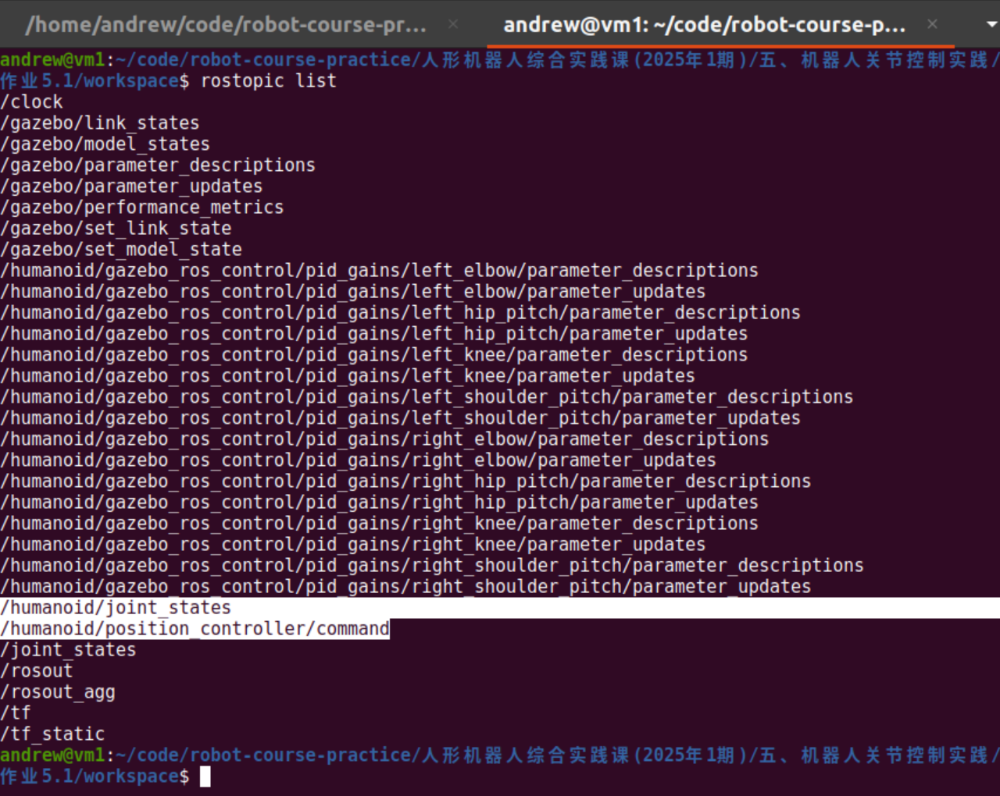 /home/andrew/code/robot-course-pr... × andrew@vm1: ~/code/robot-course-p... ×
andrew@vm1:~/code/robot-course-practice/人形机器人综合实践课(2025年1期)/五、机器人关节控制实践/
作业5.1/workspace$ rostopic list
/clock
/gazebo/link_states
/gazebo/model_states
/gazebo/parameter_descriptions
/gazebo/parameter_updates
/gazebo/performance_metrics
/gazebo/set_link_state
/gazebo/set_model_state
/humanoid/gazebo_ros_control/pid_gains/left_elbow/parameter_descriptions
/humanoid/gazebo_ros_control/pid_gains/left_elbow/parameter_updates
/humanoid/gazebo_ros_control/pid_gains/left_hip_pitch/parameter_descriptions
/humanoid/gazebo_ros_control/pid_gains/left_hip_pitch/parameter_updates
/humanoid/gazebo_ros_control/pid_gains/left_knee/parameter_descriptions
/humanoid/gazebo_ros_control/pid_gains/left_knee/parameter_updates
/humanoid/gazebo_ros_control/pid_gains/left_shoulder_pitch/parameter_descriptions
/humanoid/gazebo_ros_control/pid_gains/left_shoulder_pitch/parameter_updates
/humanoid/gazebo_ros_control/pid_gains/right_elbow/parameter_descriptions
/humanoid/gazebo_ros_control/pid_gains/right_elbow/parameter_updates
/humanoid/gazebo_ros_control/pid_gains/right_hip_pitch/parameter_descriptions
/humanoid/gazebo_ros_control/pid_gains/right_hip_pitch/parameter_updates
/humanoid/gazebo_ros_control/pid_gains/right_knee/parameter_descriptions
/humanoid/gazebo_ros_control/pid_gains/right_knee/parameter_updates
/humanoid/gazebo_ros_control/pid_gains/right_shoulder_pitch/parameter_descriptions
/humanoid/gazebo_ros_control/pid_gains/right_shoulder_pitch/parameter_updates
/humanoid/joint_states
/humanoid/position_controller/command
/joint_states
/rosout
/rosout_agg
/tf
/tf_static
andrew@vm1:~/code/robot-course-practice/人形机器人综合实践课(2025年1期)/五、机器人关节控制实践/
作业5.1/workspace$